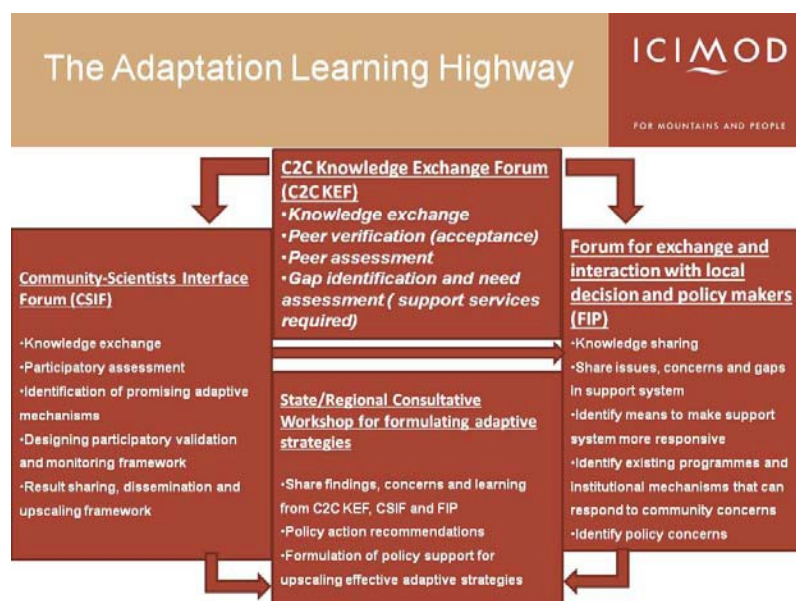 The Adaptation Learning Highway
ICIMOD
FOR MOUNTAINS AND PEOPLE
C2C Knowledge Exchange Forum
(C2C KEF)
•Knowledge exchange
•Peer verification (acceptance)
•Peer assessment
•Gap identification and need
assessment ( support services
required)
Community-Scientists Interface
Forum (CSIF)
•Knowledge exchange
•Participatory assessment
•Identification of promising adaptive
mechanisms
•Designing participatory validation
and monitoring framework
•Result sharing, dissemination and
upscaling framework
Forum for exchange and
interaction with local
decision and policy makers
(FIP)
•Knowledge sharing
•Share issues, concerns and gaps
in support system
•Identify means to make support
system more responsive
•Identify existing programmes and
institutional mechanisms that can
respond to community concerns
•Identify policy concerns
State/Regional Consultative
Workshop for formulating adaptive
strategies
•Share findings, concerns and learning
from C2C KEF, CSIF and FIP
•Policy action recommendations
•Formulation of policy support for
upscaling effective adaptive strategies